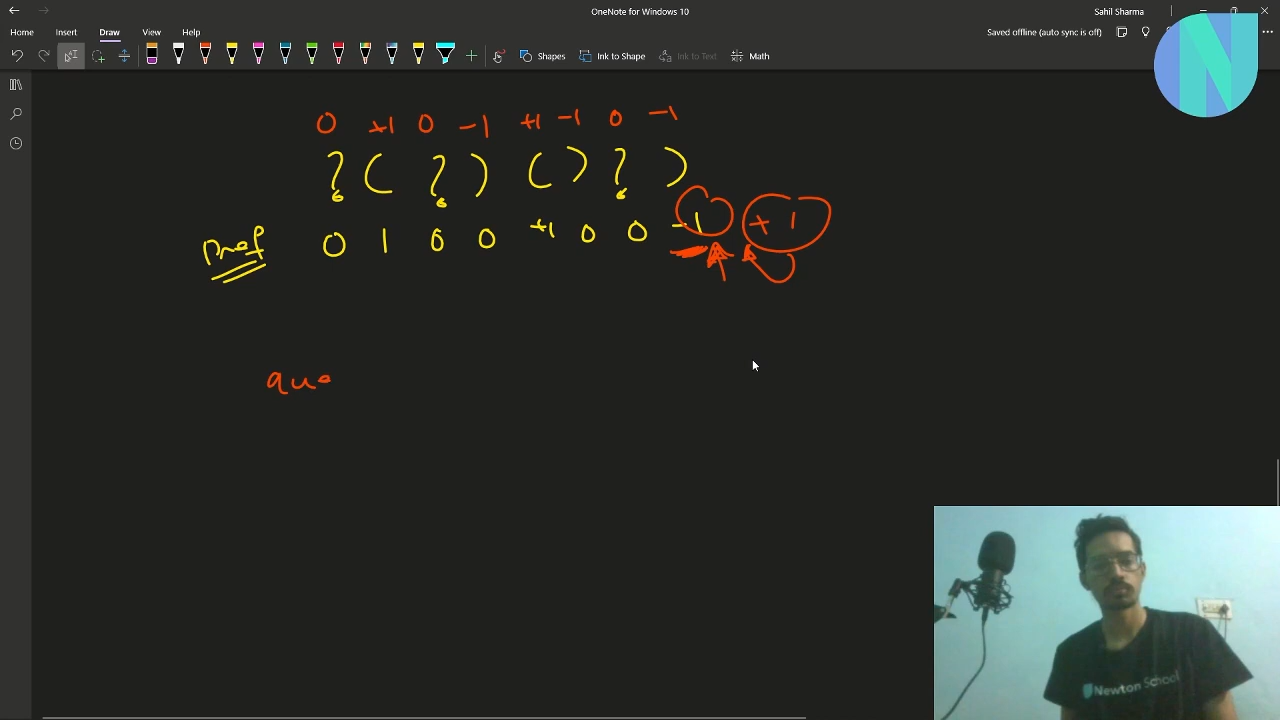 OneNote for Windows 10
Sahil Sharma
Home Insert Draw View Help
Saved offline (auto sync is off)
Shapes Ink to Shape Ink to Text Math
0 +1 0 -1 +1 -1 0 -1
? ( ? ) ( ) ? )
Pref 0 1 0 0 +1 0 0 -1 +1
que
Newton School